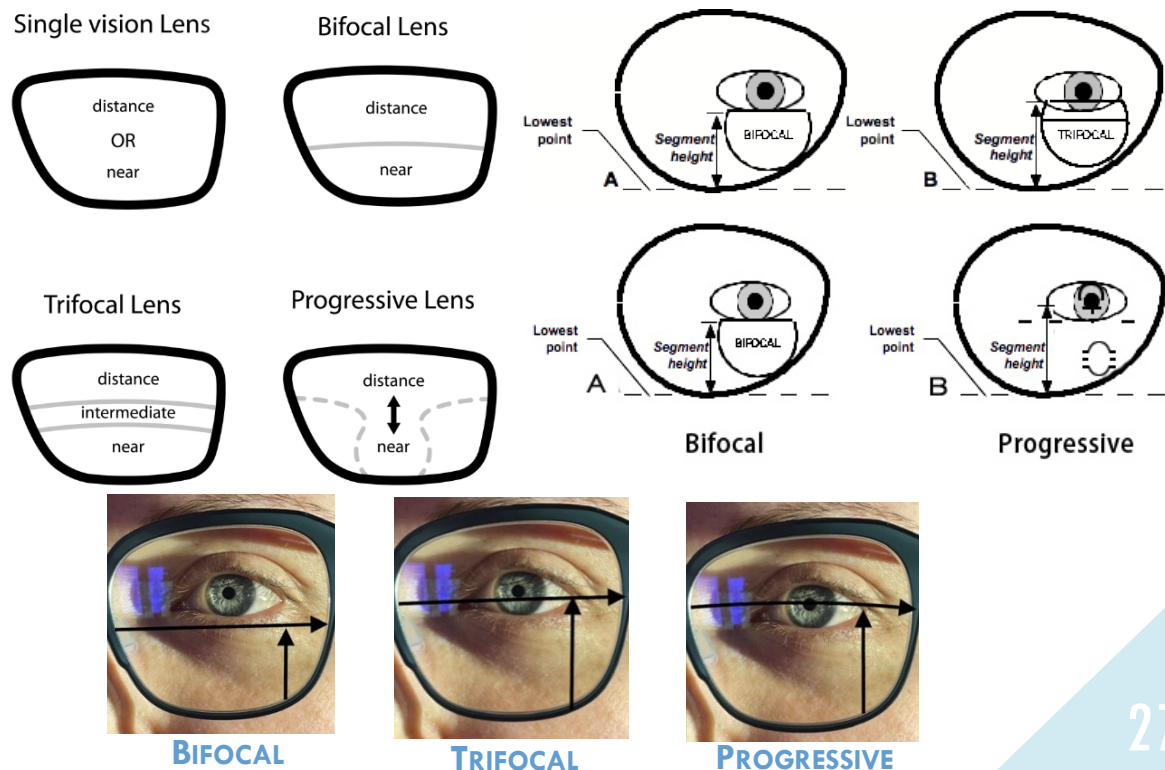 Single vision Lens
distance
OR
near
Bifocal Lens
distance
near
Trifocal Lens
distance
intermediate
near
Progressive Lens
distance
near
Lowest
point
Segment
height
BIFOCAL
A
Lowest
point
Segment
height
TRIFOCAL
B
Lowest
point
Segment
height
BIFOCAL
A
Bifocal
Lowest
point
Segment
height
B
Progressive
BIFOCAL
TRIFOCAL
PROGRESSIVE
27